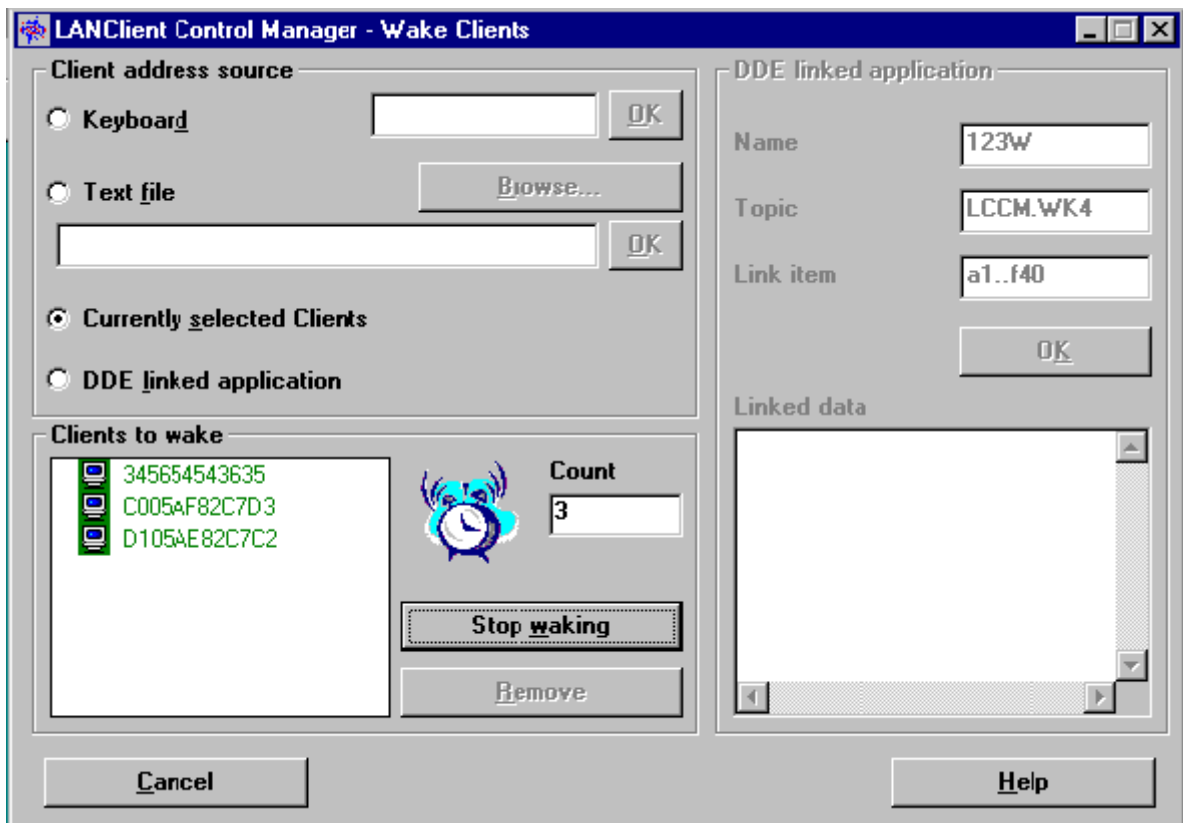 LANClient Control Manager - Wake Clients
Client address source
Keyboard
OK
Text file
Browse...
OK
Currently selected Clients
DDE linked application
Clients to wake
345654543635
C005AF82C7D3
D105AE82C7C2
Count
3
Stop waking
Remove
DDE linked application
Name
123W
Topic
LCCM.WK4
Link item
a1..f40
OK
Linked data
Cancel
Help